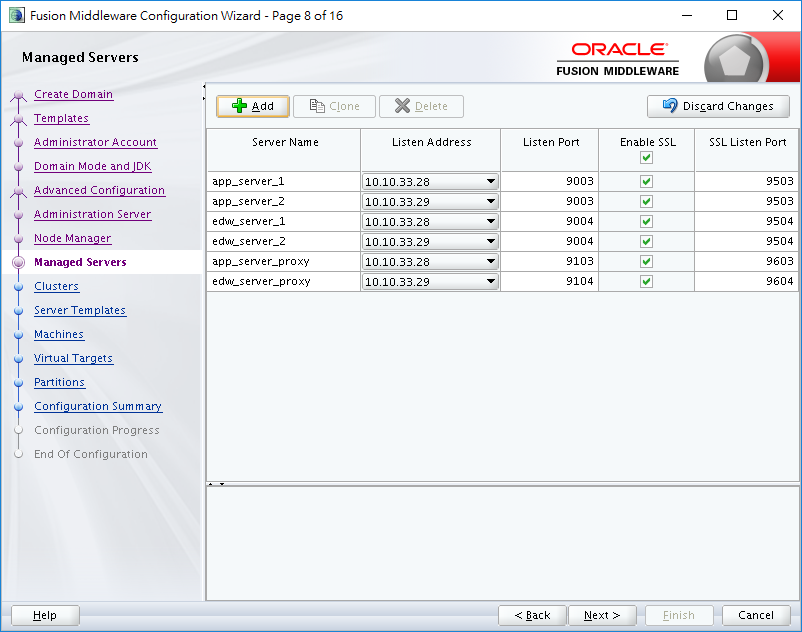 Fusion Middleware Configuration Wizard - Page 8 of 16
Managed Servers
ORACLE
FUSION MIDDLEWARE
Create Domain
Templates
Administrator Account
Domain Mode and JDK
Advanced Configuration
Administration Server
Node Manager
Managed Servers
Clusters
Server Templates
Machines
Virtual Targets
Partitions
Configuration Summary
Configuration Progress
End Of Configuration
Add Clone Delete Discard Changes
Server Name Listen Address Listen Port Enable SSL SSL Listen Port
app_server_1 10.10.33.28 9003 9503
app_server_2 10.10.33.29 9003 9503
edw_server_1 10.10.33.28 9004 9504
edw_server_2 10.10.33.29 9004 9504
app_server_proxy 10.10.33.28 9103 9603
edw_server_proxy 10.10.33.29 9104 9604
Help < Back Next > Finish Cancel